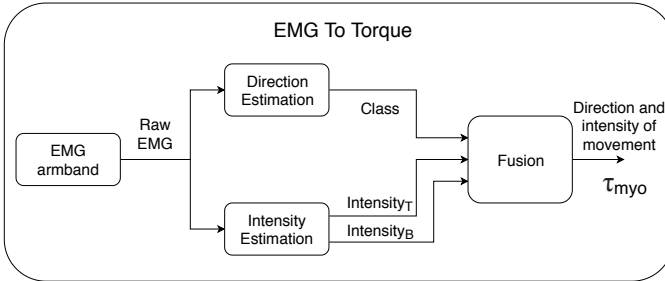 EMG To Torque
Direction
Estimation
Class
Direction and
intensity of
movement
Raw
EMG
EMG
armband
Fusion
τmyo
Intensity
Estimation
IntensityT
IntensityB